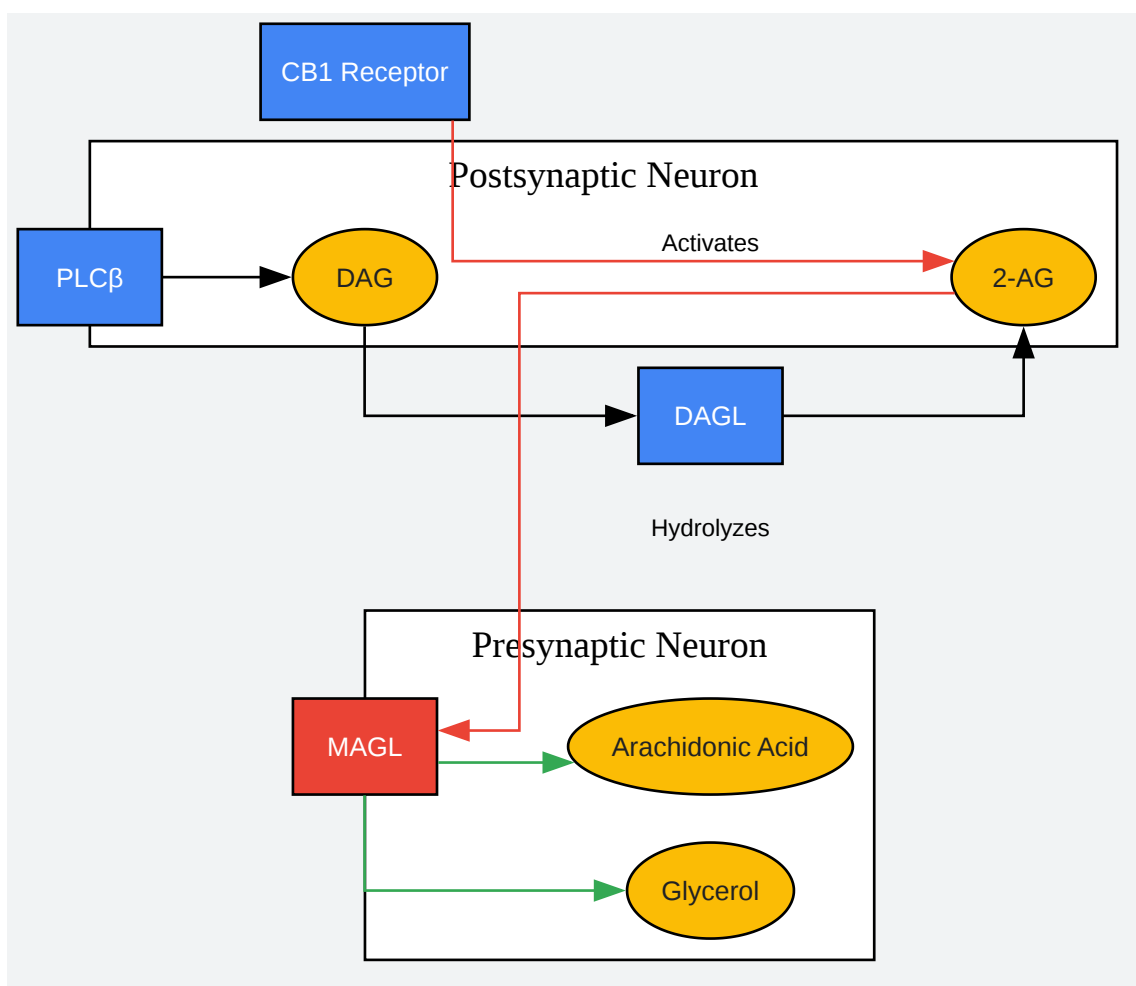 CB1 Receptor
Postsynaptic Neuron
Activates
PLCβ
DAG
2-AG
DAGL
Hydrolyzes
Presynaptic Neuron
MAGL
Arachidonic Acid
Glycerol